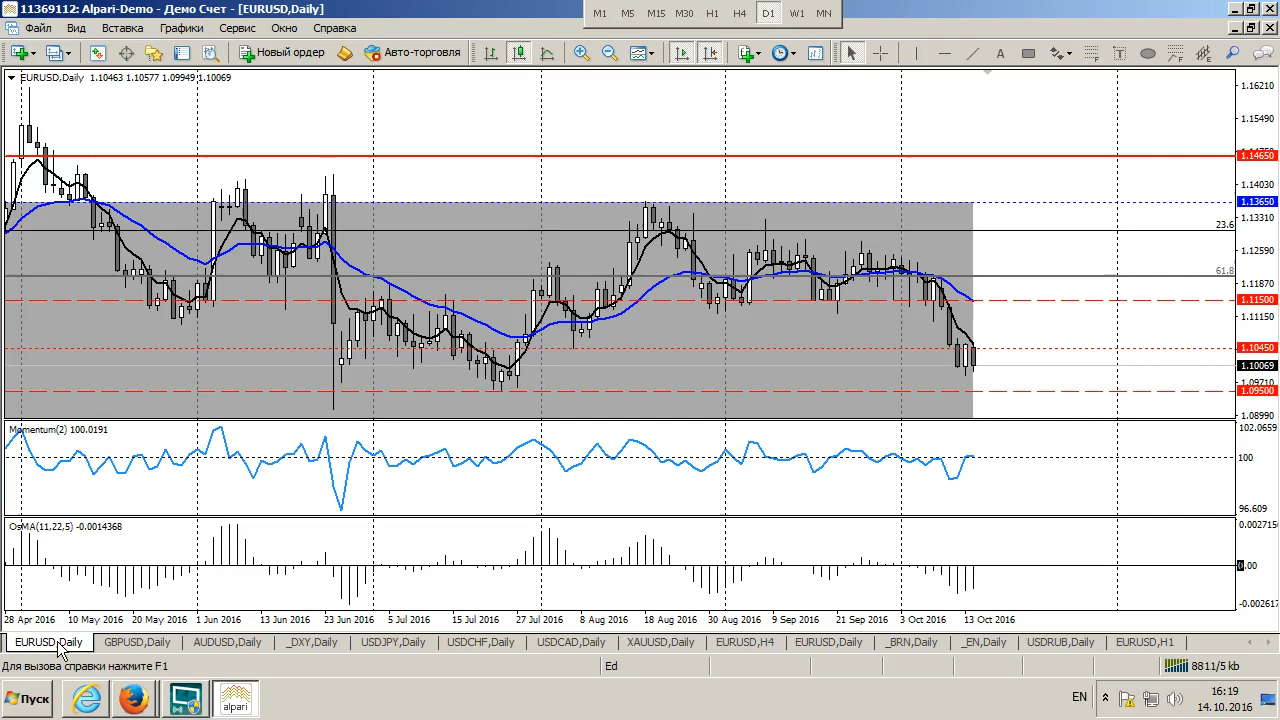 11369112: Alpari-Demo - Демо Счет - [EURUSD,Daily]
M1 M5 M15 M30 H1 H4 D1 W1 MN
Файл Вид Вставка Графики Сервис Окно Справка
Новый ордер Авто-торговля
EURUSD,Daily 1.10463 1.10577 1.09949 1.10069
1.16210
1.15490
1.14650
1.14030
1.13650
1.13310
23.6
1.12590
61.8
1.11870
1.11500
1.11150
1.10450
1.10069
1.09710
1.09500
1.08990
Momentum(2) 100.0191
102.0659
100
96.609
OsMA(11,22,5) -0.0014368
0.002715
0.00
-0.002617
28 Apr 2016 10 May 2016 20 May 2016 1 Jun 2016 13 Jun 2016 23 Jun 2016 5 Jul 2016 15 Jul 2016 27 Jul 2016 8 Aug 2016 18 Aug 2016 30 Aug 2016 9 Sep 2016 21 Sep 2016 3 Oct 2016 13 Oct 2016
EURUSD,Daily GBPUSD,Daily AUDUSD,Daily _DXY,Daily USDJPY,Daily USDCHF,Daily USDCAD,Daily XAUUSD,Daily EURUSD,H4 EURUSD,Daily _BRN,Daily _EN,Daily USDRUB,Daily EURUSD,H1
Для вызова справки нажмите F1 Ed 8811/5 kb
Пуск alpari EN 16:19
14.10.2016